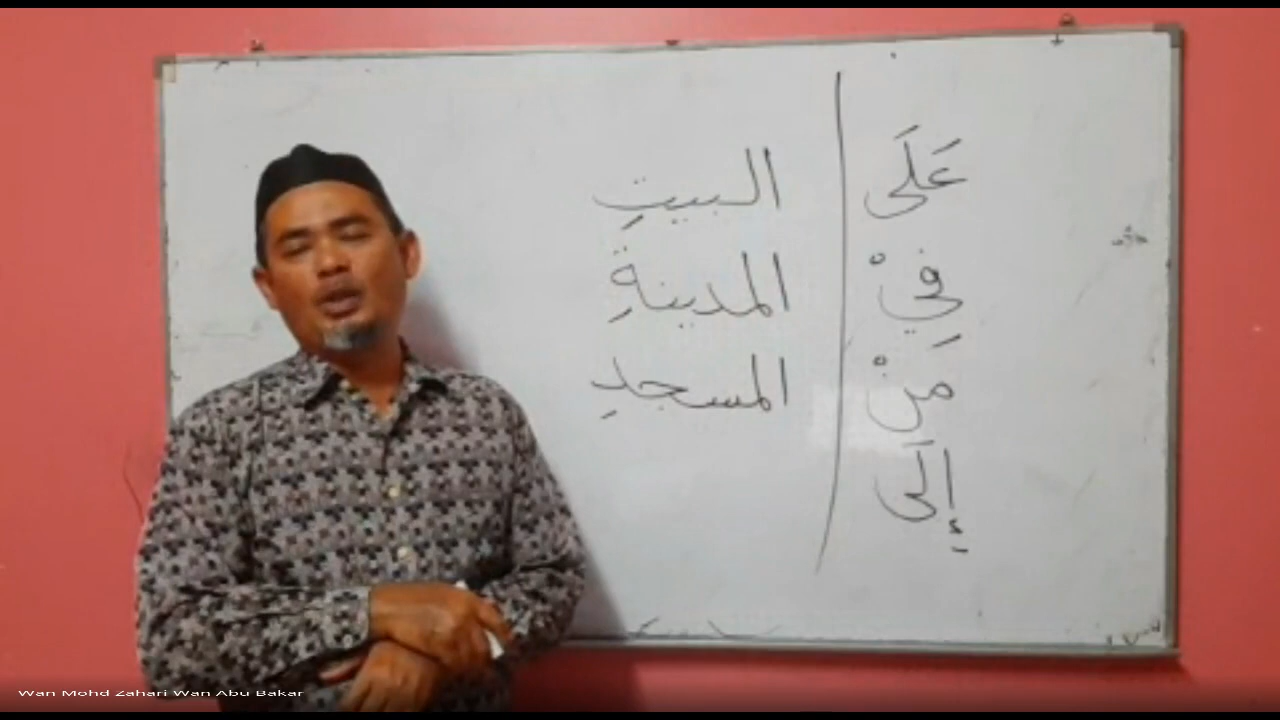 عَلَى البيتِ
فِيْ المدينةِ
مِنْ المسجدِ
إِلَى
Wan Mohd Zahari Wan Abu Bakar